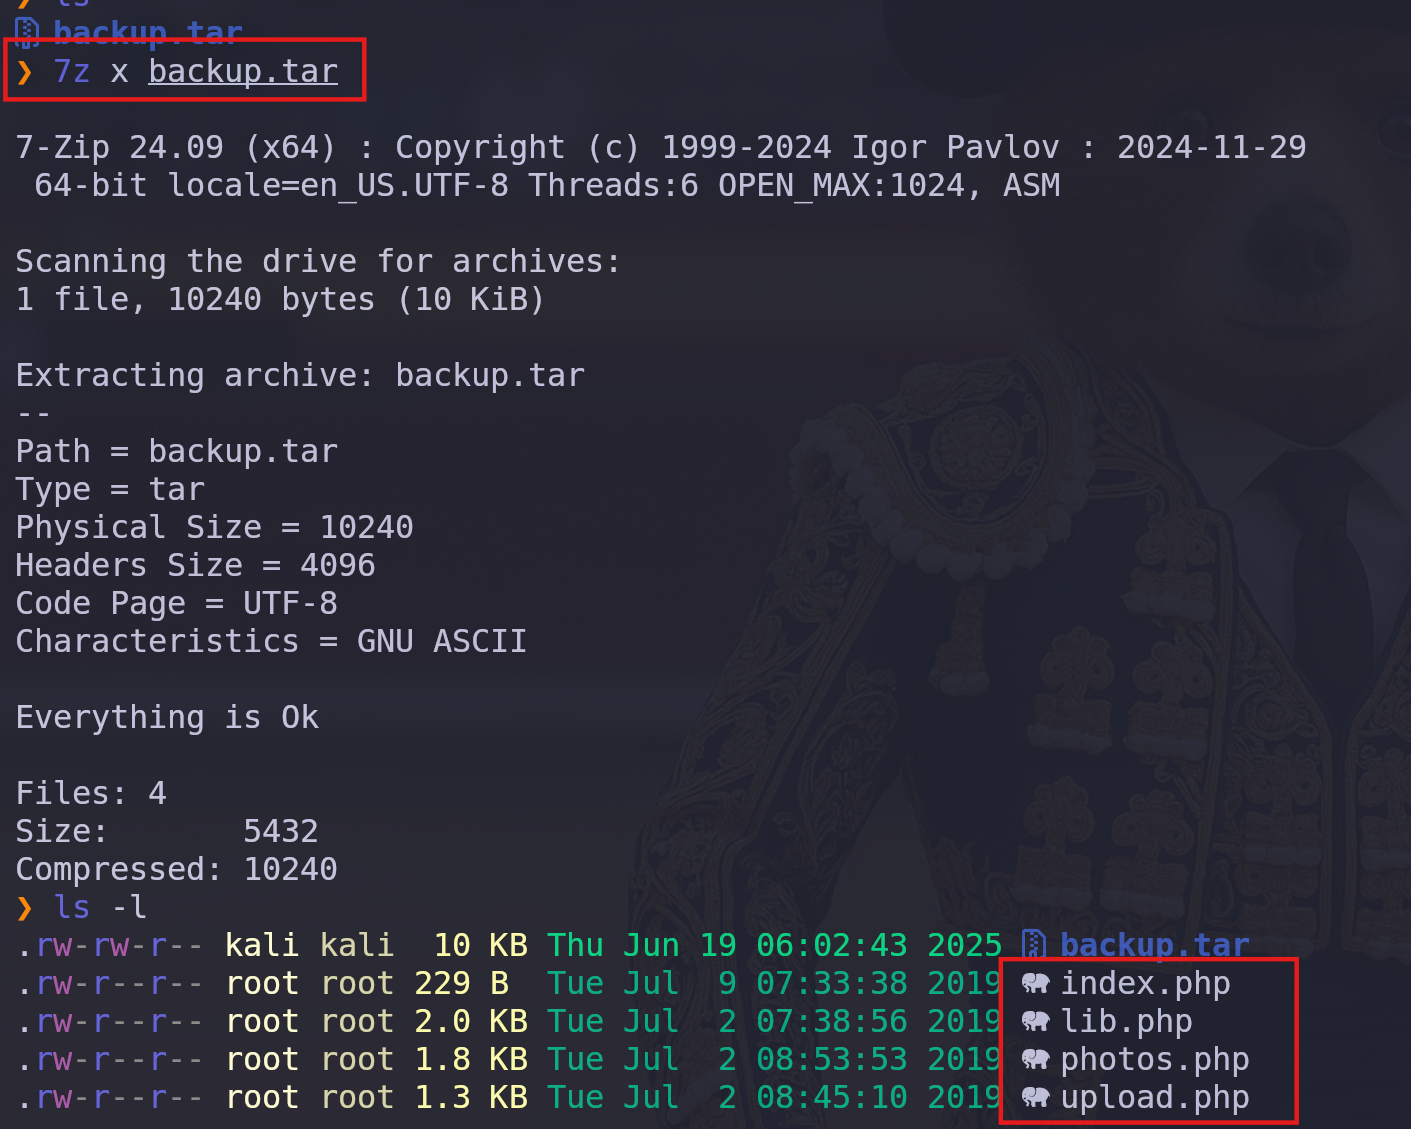 ❯ ls
backup.tar
❯ 7z x backup.tar
7-Zip 24.09 (x64) : Copyright (c) 1999-2024 Igor Pavlov : 2024-11-29
 64-bit locale=en_US.UTF-8 Threads:6 OPEN_MAX:1024, ASM
Scanning the drive for archives:
1 file, 10240 bytes (10 KiB)
Extracting archive: backup.tar
--
Path = backup.tar
Type = tar
Physical Size = 10240
Headers Size = 4096
Code Page = UTF-8
Characteristics = GNU ASCII
Everything is Ok
Files: 4
Size:       5432
Compressed: 10240
❯ ls -l
.rw-rw-r-- kali kali  10 KB Thu Jun 19 06:02:43 2025 backup.tar
.rw-r--r-- root root 229 B  Tue Jul  9 07:33:38 2019 index.php
.rw-r--r-- root root 2.0 KB Tue Jul  2 07:38:56 2019 lib.php
.rw-r--r-- root root 1.8 KB Tue Jul  2 08:53:53 2019 photos.php
.rw-r--r-- root root 1.3 KB Tue Jul  2 08:45:10 2019 upload.php